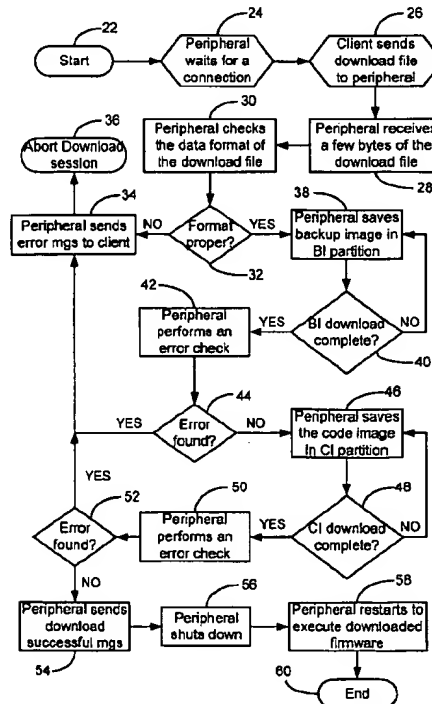 22
Start
24
Peripheral
waits for a
connection
26
Client sends
download file
to peripheral
36
Abort Download
session
30
Peripheral checks
the data format
of the download file
Peripheral receives
a few bytes of the
download file
28
34
Peripheral sends
error mgs to client
NO
Format
proper?
YES
32
38
Peripheral saves
backup image in
BI partition
42
Peripheral
performs an
error check
YES
BI download
complete?
NO
40
44
Error
found?
YES
NO
46
Peripheral saves
the code image
in CI partition
YES
52
Error
found?
50
Peripheral
performs an
error check
YES
48
CI download
complete?
NO
NO
Peripheral sends
download
successful mgs
54
56
Peripheral
shuts down
58
Peripheral restarts to
execute downloaded
firmware
60
End